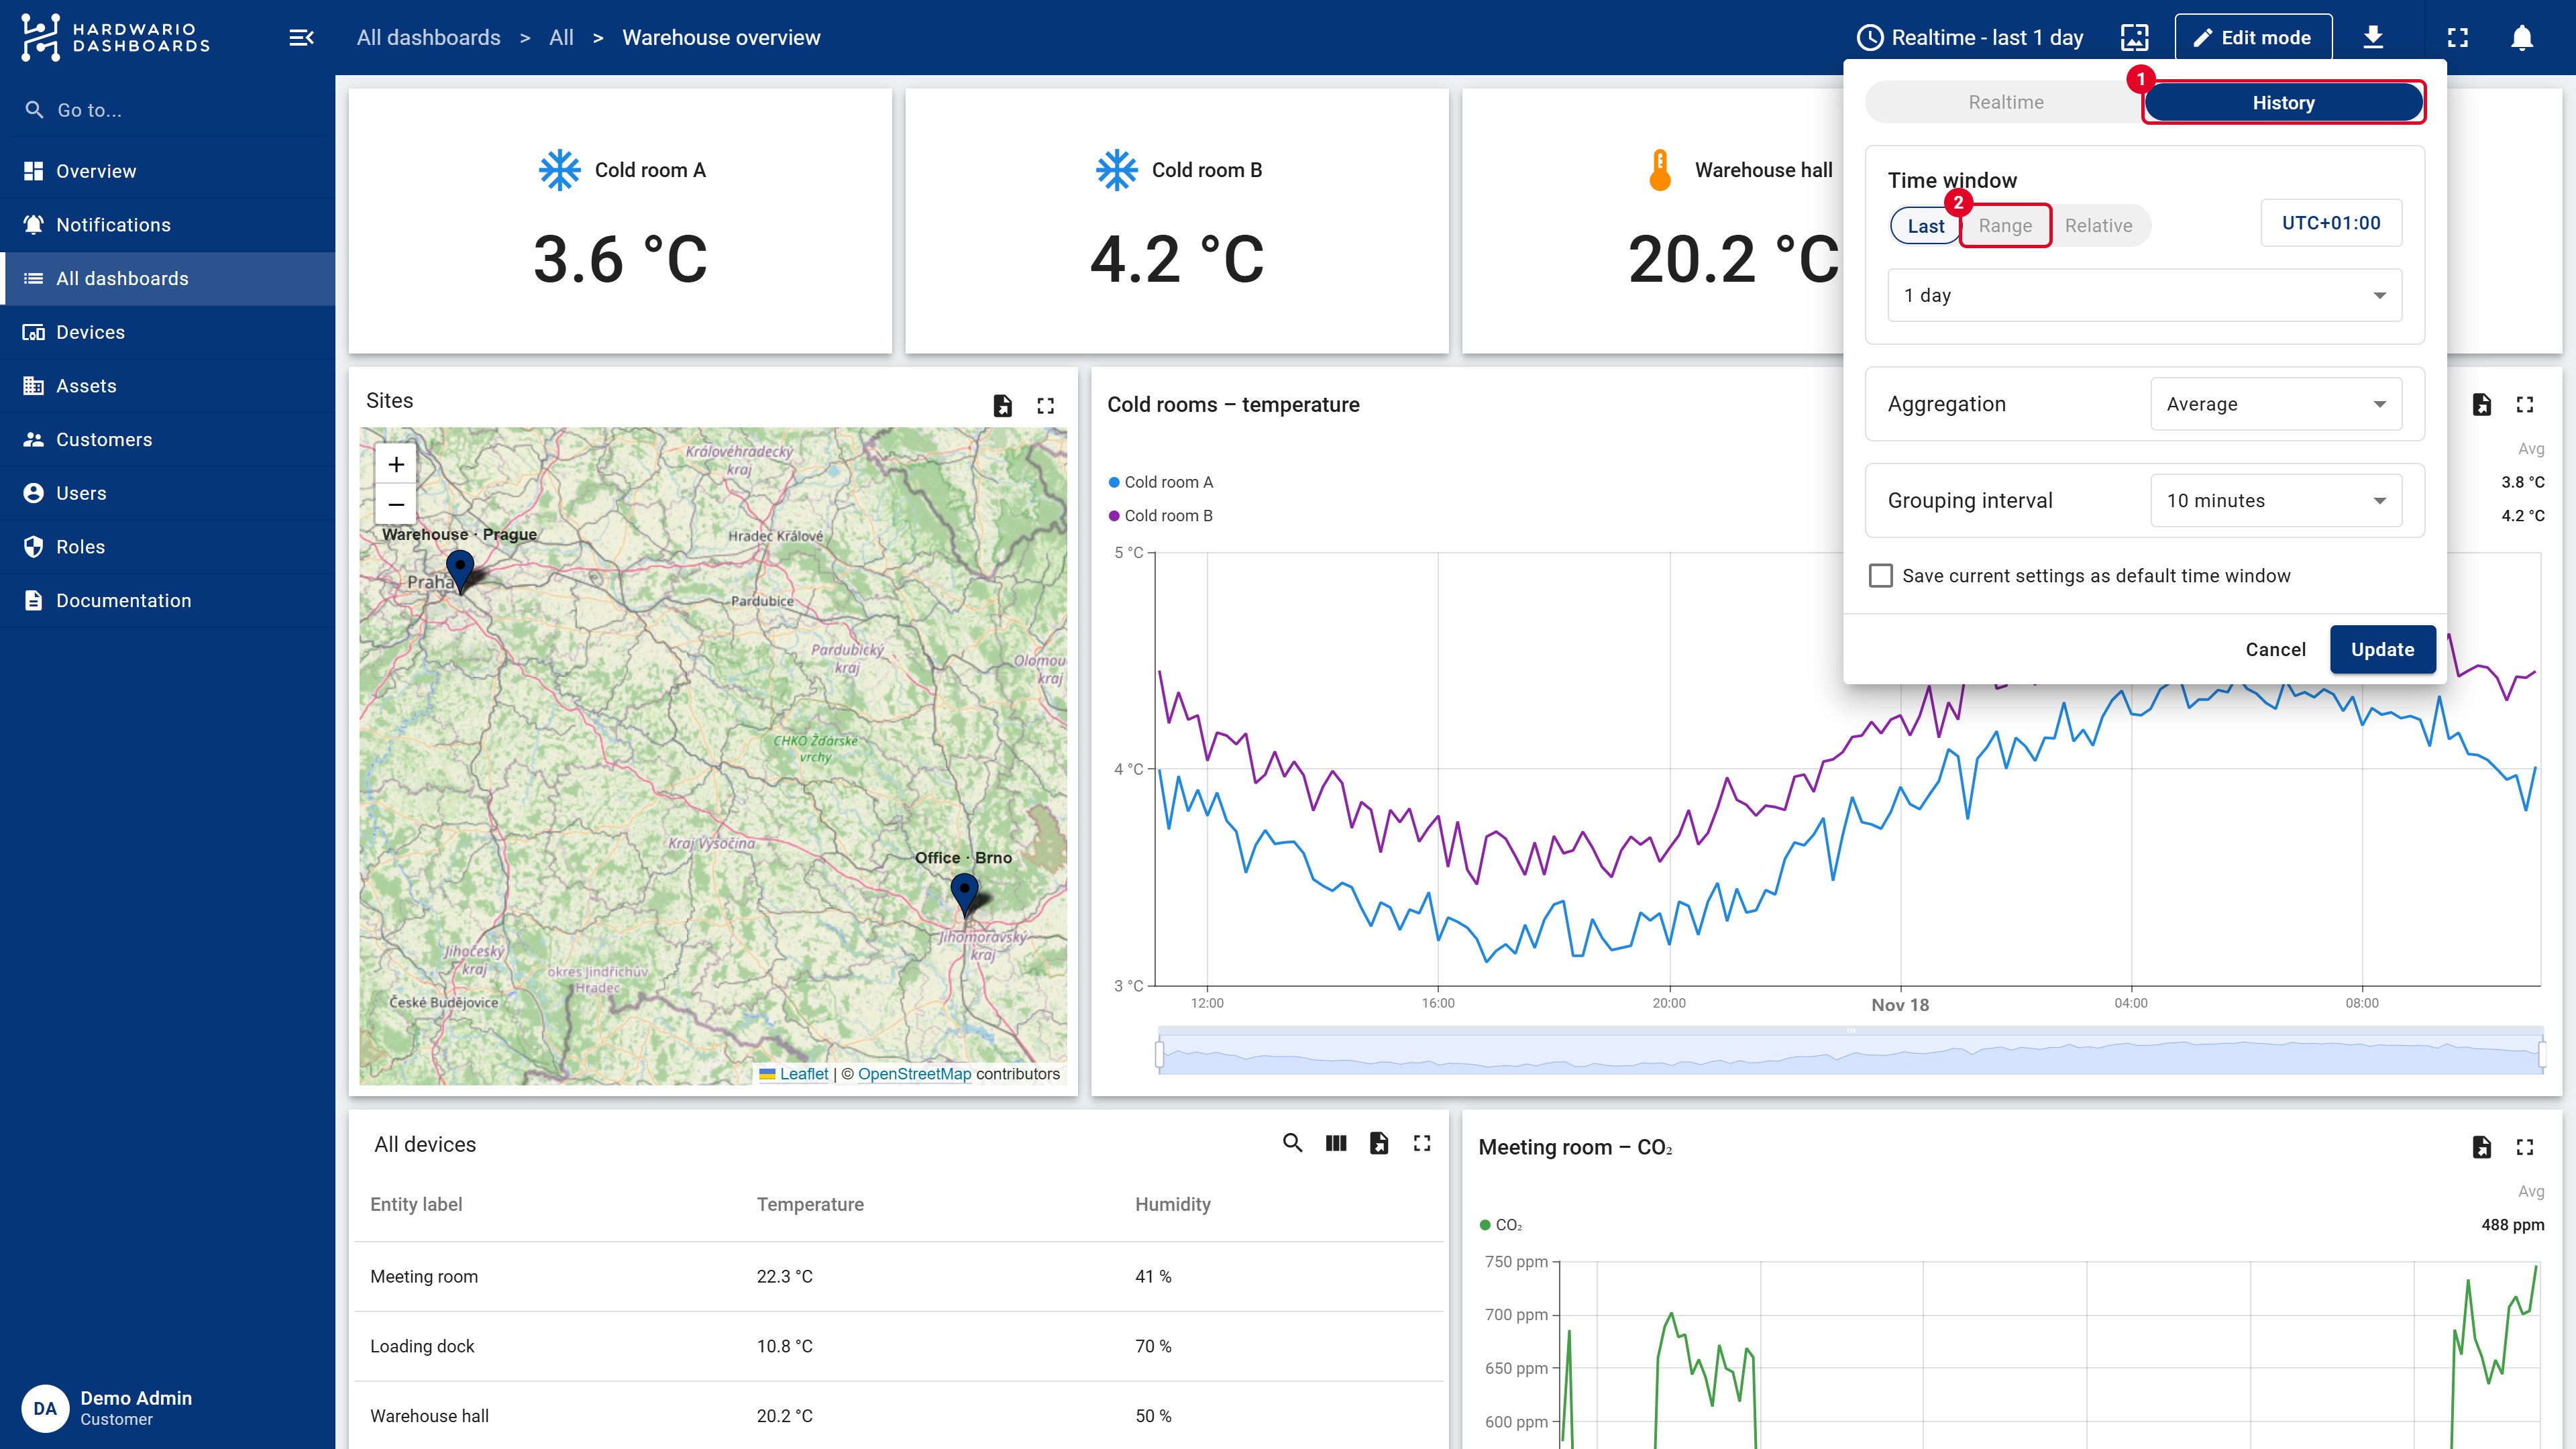 HARDWARIO
DASHBOARDS
All dashboards > All > Warehouse overview
Realtime - last 1 day
Edit mode
Go to...
Overview
Notifications
All dashboards
Devices
Assets
Customers
Users
Roles
Documentation
DA
Demo Admin
Customer
Cold room A
3.6 °C
Cold room B
4.2 °C
Warehouse hall
20.2 °C
1
Realtime
History
Time window
2
Last
Range
Relative
UTC+01:00
1 day
Aggregation
Average
Grouping interval
10 minutes
Save current settings as default time window
Cancel
Update
Sites
+
−
Královéhradecký
kraj
Warehouse · Prague
Hradec Králové
Praha
Pardubice
Pardubický
kraj
Olomou
kraj
CHKO Žďárské
vrchy
Kraj Vysočina
Office · Brno
Jihomoravský
kraj
Jihočeský
kraj
okres Jindřichův
Hradec
České Budějovice
Leaflet | © OpenStreetMap contributors
Cold rooms – temperature
Avg
Cold room A
3.8 °C
Cold room B
4.2 °C
5 °C
4 °C
3 °C
12:00
16:00
20:00
Nov 18
04:00
08:00
All devices
Entity label Temperature Humidity
Meeting room 22.3 °C 41 %
Loading dock 10.8 °C 70 %
Warehouse hall 20.2 °C 50 %
Meeting room – CO₂
Avg
CO₂
488 ppm
750 ppm
700 ppm
650 ppm
600 ppm